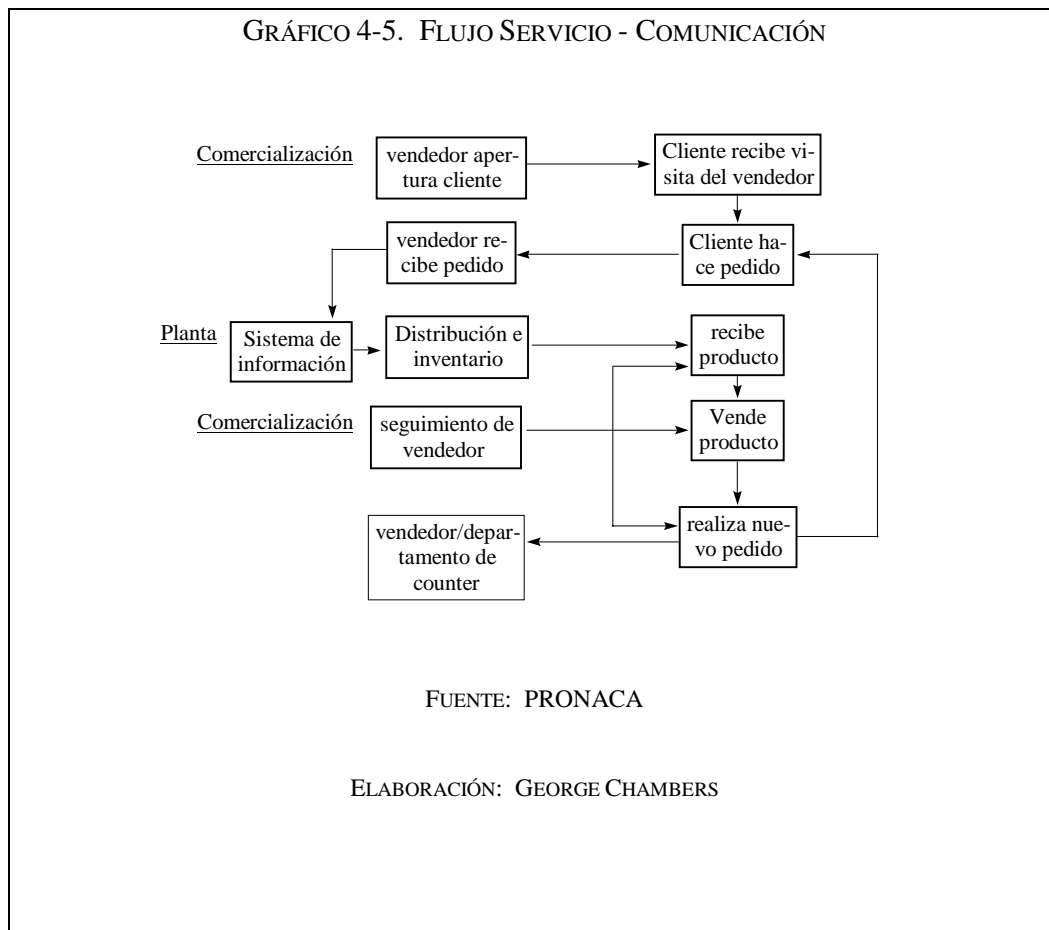 GRÁFICO 4-5. FLUJO SERVICIO - COMUNICACIÓN
Comercialización
vendedor aper-
tura cliente
Cliente recibe vi-
sita del vendedor
vendedor re-
cibe pedido
Cliente ha-
ce pedido
Planta
Sistema de
información
Distribución e
inventario
recibe
producto
Comercialización
seguimiento de
vendedor
Vende
producto
vendedor/depar-
tamento de
counter
realiza nue-
vo pedido
FUENTE: PRONACA
ELABORACIÓN: GEORGE CHAMBERS